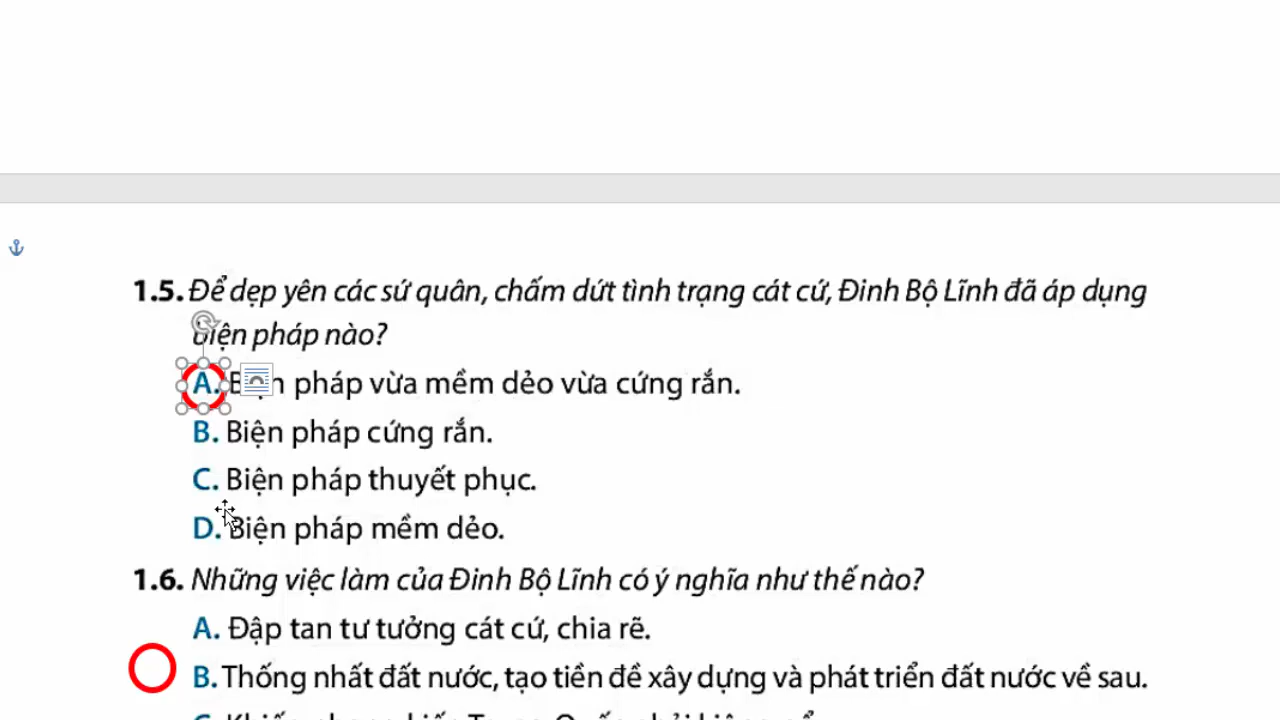 1.5. Để dẹp yên các sứ quân, chấm dứt tình trạng cát cứ, Đinh Bộ Lĩnh đã áp dụng
biện pháp nào?
A. Biện pháp vừa mềm dẻo vừa cứng rắn.
B. Biện pháp cứng rắn.
C. Biện pháp thuyết phục.
D. Biện pháp mềm dẻo.
1.6. Những việc làm của Đinh Bộ Lĩnh có ý nghĩa như thế nào?
A. Đập tan tư tưởng cát cứ, chia rẽ.
B. Thống nhất đất nước, tạo tiền đề xây dựng và phát triển đất nước về sau.